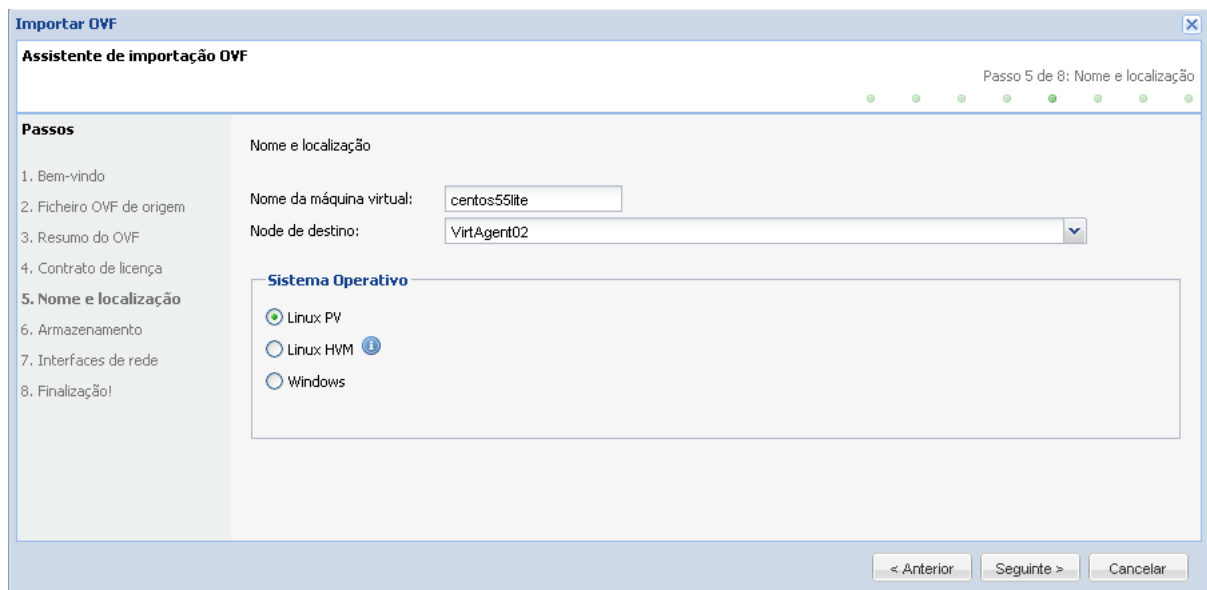 Importar OVF
Assistente de importação OVF
Passo 5 de 8: Nome e localização
Passos
1. Bem-vindo
2. Ficheiro OVF de origem
3. Resumo do OVF
4. Contrato de licença
5. Nome e localização
6. Armazenamento
7. Interfaces de rede
8. Finalização!
Nome e localização
Nome da máquina virtual: centos55lite
Node de destino: VirtAgent02
Sistema Operativo
Linux PV
Linux HVM
Windows
< Anterior Seguinte > Cancelar